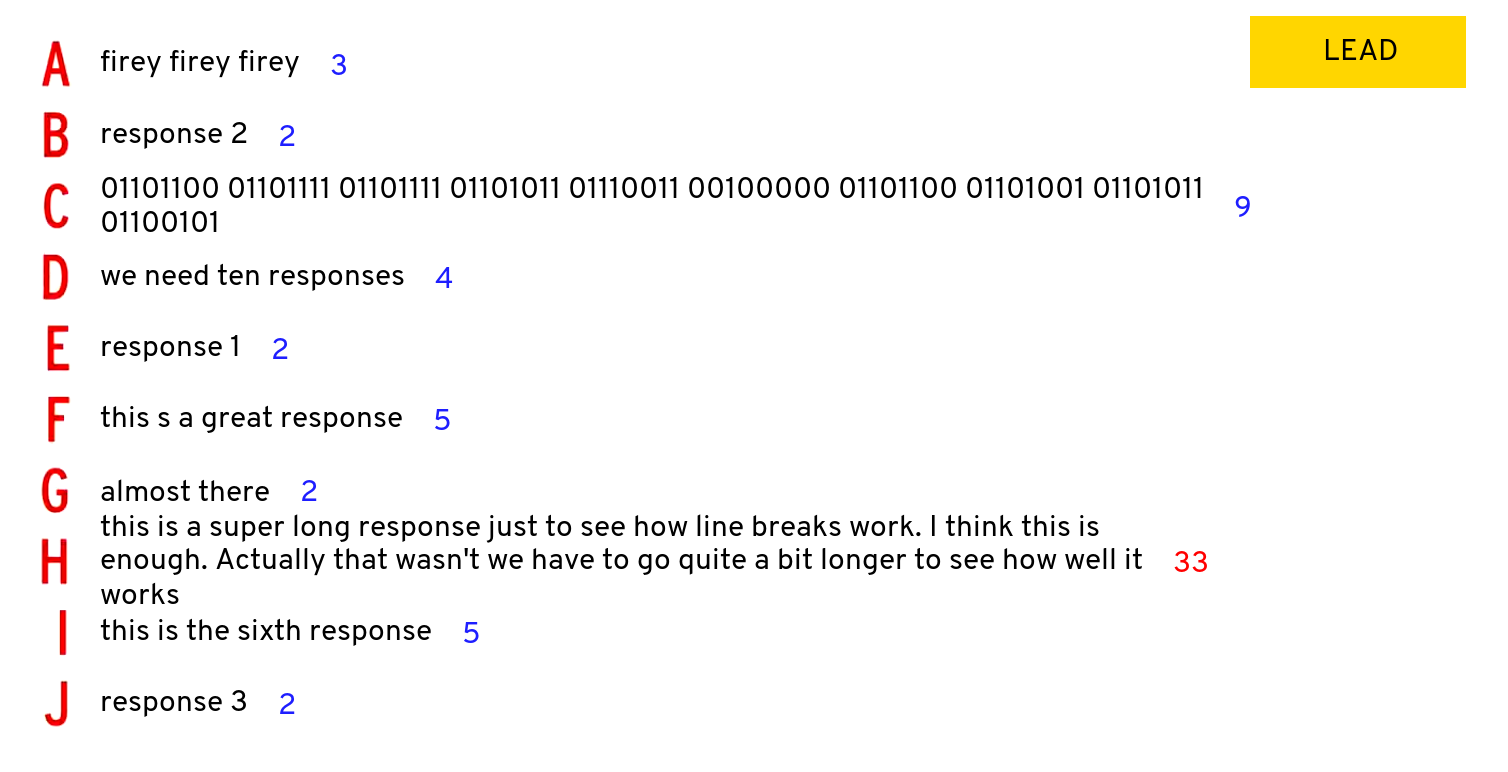 LEAD
A firey firey firey 3
B response 2 2
C 01101100 01101111 01101111 01101011 01110011 00100000 01101100 01101001 01101011
01100101 9
D we need ten responses 4
E response 1 2
F this s a great response 5
G almost there 2
H this is a super long response just to see how line breaks work. I think this is
enough. Actually that wasn't we have to go quite a bit longer to see how well it 33
works
I this is the sixth response 5
J response 3 2